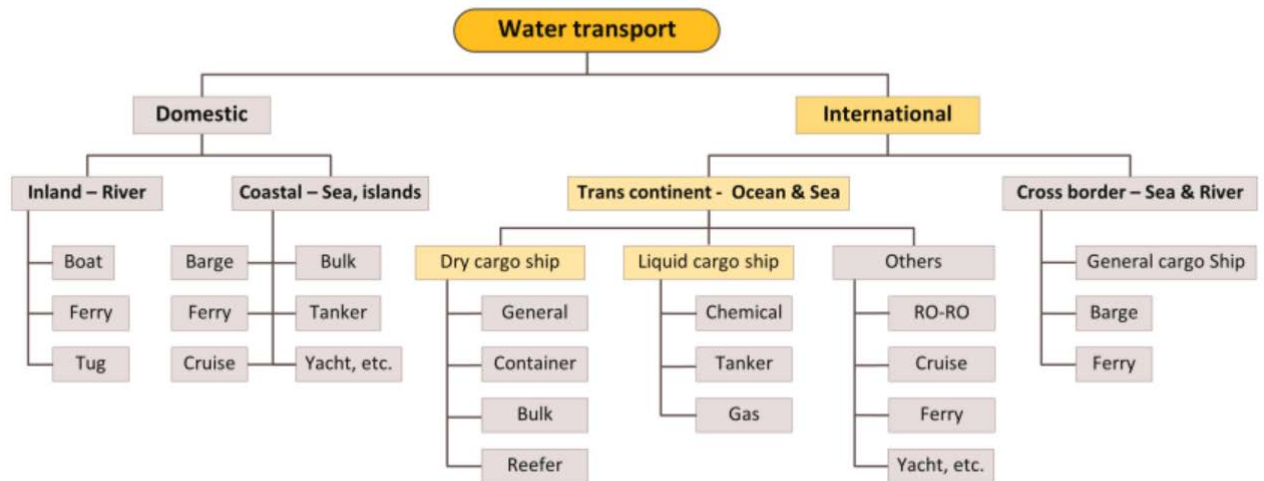 Water transport
Domestic
International
Inland – River
Coastal – Sea, islands
Trans continent -  Ocean & Sea
Cross border – Sea & River
Boat
Ferry
Tug
Barge
Bulk
Ferry
Tanker
Cruise
Yacht, etc.
Dry cargo ship
Liquid cargo ship
Others
General
Container
Bulk
Reefer
Chemical
Tanker
Gas
RO-RO
Cruise
Ferry
Yacht, etc.
General cargo Ship
Barge
Ferry